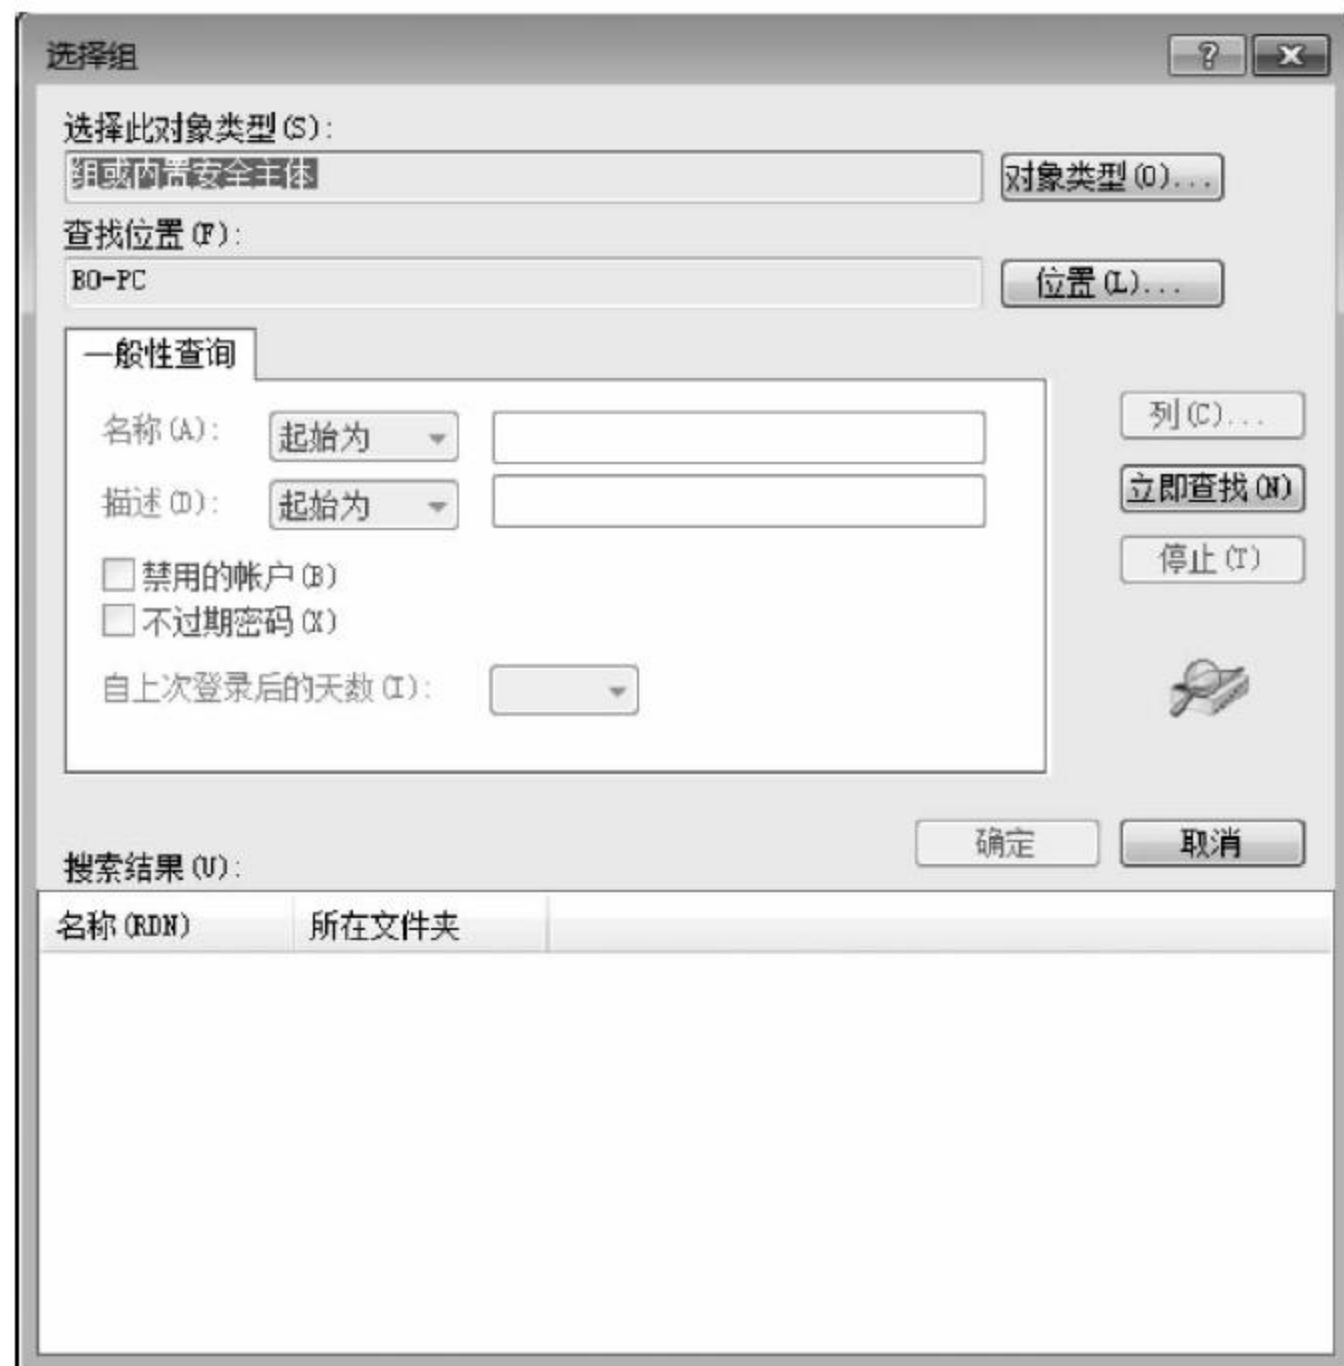 选择组
选择此对象类型(S):
组或内置安全主体
对象类型(O)...
查找位置(F):
BO-PC
位置(L)...
一般性查询
名称(A): 起始为
列(C)...
描述(D): 起始为
立即查找(N)
禁用的帐户(B)
停止(T)
不过期密码(X)
自上次登录后的天数(I):
确定 取消
搜索结果(U):
名称(RDN) 所在文件夹